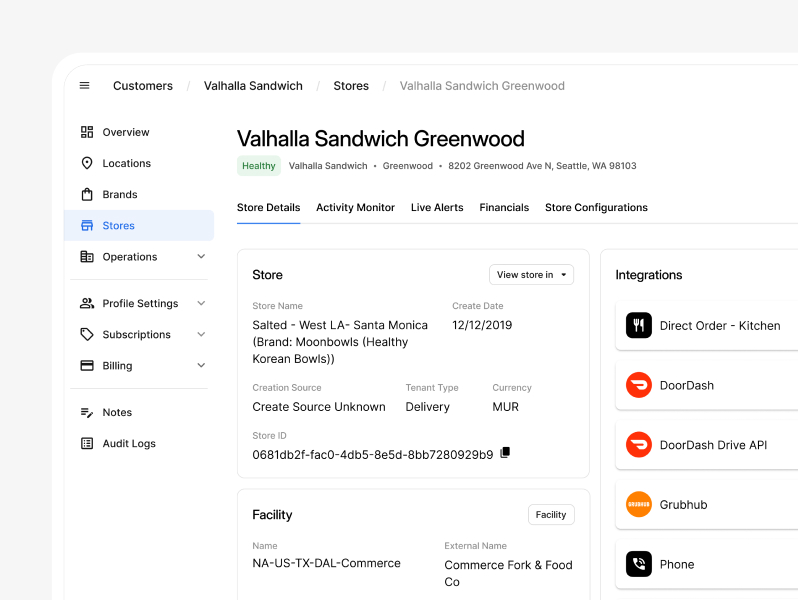 Customers / Valhalla Sandwich / Stores / Valhalla Sandwich Greenwood
Overview
Locations
Brands
Stores
Operations
Profile Settings
Subscriptions
Billing
Notes
Audit Logs
Valhalla Sandwich Greenwood
Healthy Valhalla Sandwich • Greenwood • 8202 Greenwood Ave N, Seattle, WA 98103
Store Details Activity Monitor Live Alerts Financials Store Configurations
Store View store in
Store Name Create Date
Salted - West LA- Santa Monica 12/12/2019
(Brand: Moonbowls (Healthy
Korean Bowls))
Creation Source Tenant Type Currency
Create Source Unknown Delivery MUR
Store ID
0681db2f-fac0-4db5-8e5d-8bb7280929b9
Facility Facility
Name External Name
NA-US-TX-DAL-Commerce Commerce Fork & Food
Co
Integrations
Direct Order - Kitchen
DoorDash
DoorDash Drive API
GRUBHUB Grubhub
Phone